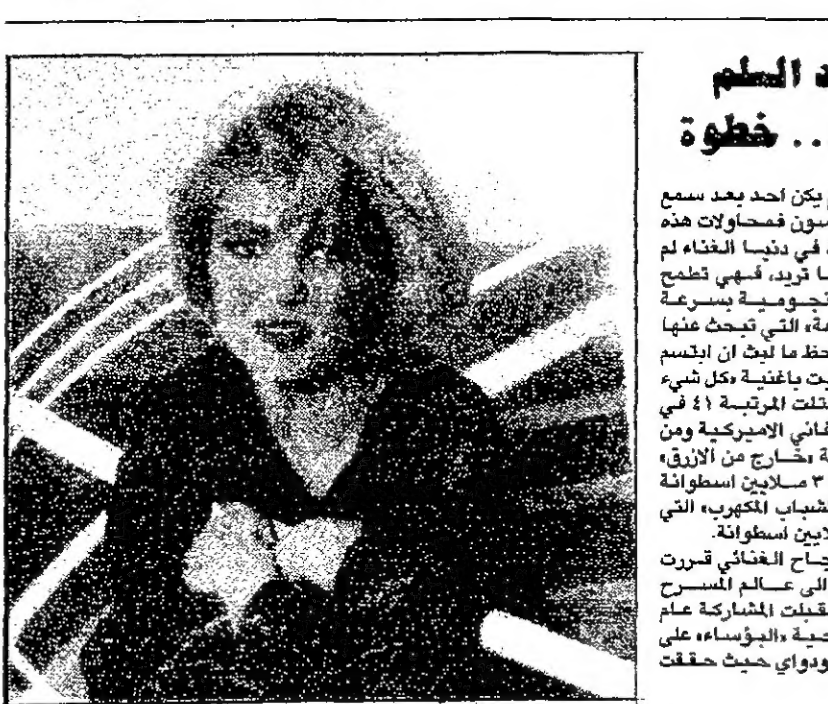 د السلم
.. خطوة
يكن احد بعد سمع
سون فمحاولات هذه
في دنيا الغناء لم
ا تريد، فهي تطمح
نجومية بسرعة
مة، التي تبحث عنها
حظ ما لبث ان ابتسم
يت باغنية «كل شيء
تلت المرتبة ٤١ في
غاني الاميركية ومن
ة «خارج من الازرق»
٣ ملايين اسطوانة
شباب المكهرب» التي
لايين اسطوانة.
جاح الغنائي قررت
الى عالم المسرح
قبلت المشاركة عام
حية «البؤساء» على
ودواي حيث حققت